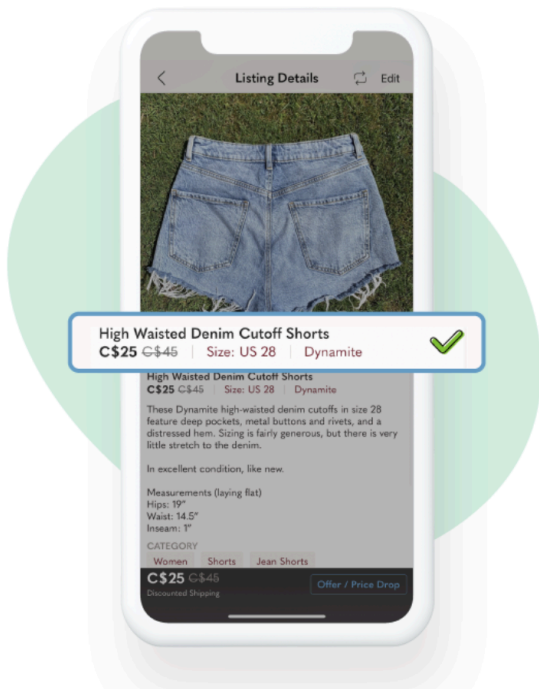 Listing Details
Edit
High Waisted Denim Cutoff Shorts
C$25 C$45 | Size: US 28 | Dynamite
High Waisted Denim Cutoff Shorts
C$25 C$45 | Size: US 28 | Dynamite
These Dynamite high-waisted denim cutoffs in size 28
feature deep pockets, metal buttons and rivets, and a
distressed hem. Sizing is fairly generous, but there is very
little stretch to the denim.
In excellent condition, like new.
Measurements (laying flat)
Hips: 19"
Waist: 14.5"
Inseam: 1"
CATEGORY
Women Shorts Jean Shorts
C$25 C$45
Discounted Shipping
Offer / Price Drop